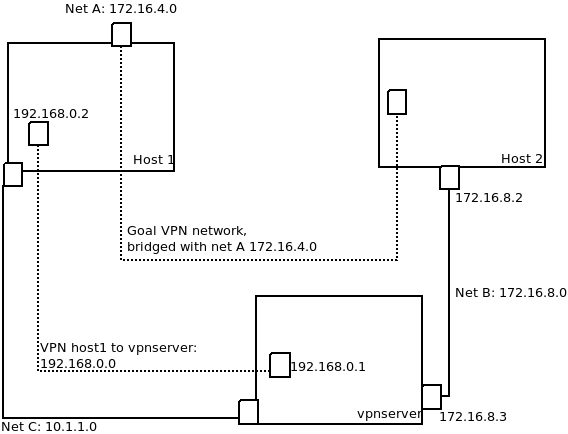 Net A: 172.16.4.0
192.168.0.2
Host 1
Host 2
172.16.8.2
Goal VPN network,
bridged with net A 172.16.4.0
Net B: 172.16.8.0
VPN host1 to vpnserver:
192.168.0.0
192.168.0.1
vpnserver
172.16.8.3
Net C: 10.1.1.0